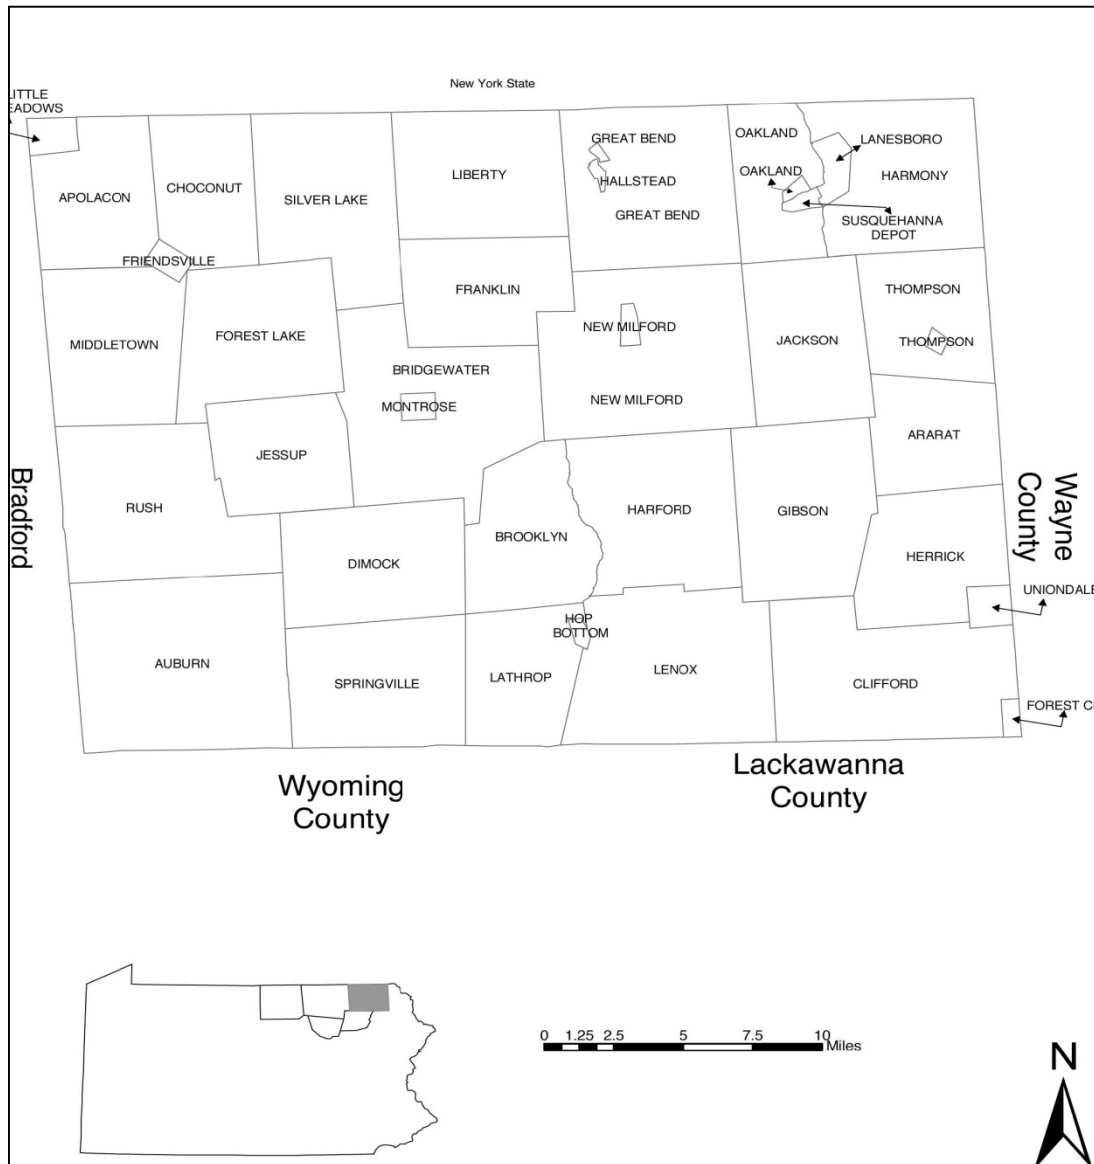 New York State
LITTLE
EADOWS
GREAT BEND
OAKLAND
LANESBORO
LIBERTY
OAKLAND
HARMONY
CHOCONUT
HALLSTEAD
APOLACON
SILVER LAKE
GREAT BEND
SUSQUEHANNA
DEPOT
FRIENDSVILLE
FRANKLIN
THOMPSON
MIDDLETOWN
FOREST LAKE
NEW MILFORD
JACKSON
THOMPSON
BRIDGEWATER
MONTROSE
NEW MILFORD
ARARAT
JESSUP
Bradford
Wayne
County
RUSH
HARFORD
GIBSON
BROOKLYN
HERRICK
DIMOCK
UNIONDALE
HOP
BOTTOM
AUBURN
SPRINGVILLE
LATHROP
LENOX
CLIFFORD
FOREST CI
Wyoming
County
Lackawanna
County
0 1.25 2.5 5 7.5 10
Miles
N